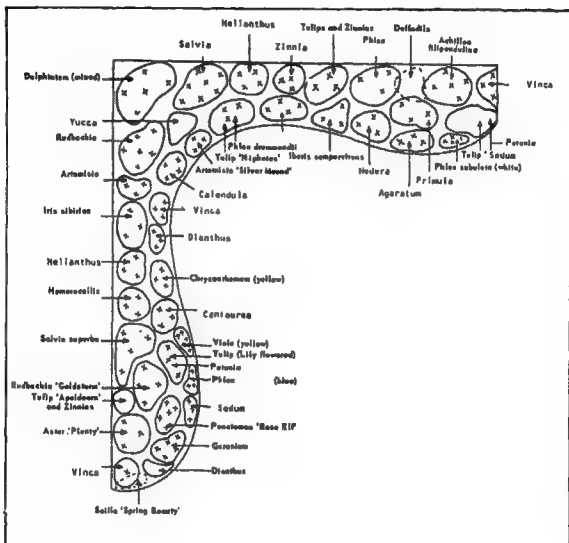 Helianthus
Salvia
Zinnia
Tulips and Zinnias
Phlox
Daffodils
Achillea
filipendulina
Delphinium (mixed)
Vinca
Yucca
Rudbeckia
Phlox drummondii
Tulip 'Niphetos'
Iberis sempervirens
Artemisia 'Silver Mound'
Hedera
Ageratum
Primula
Petunia
Tulip
Sedum
Phlox subulata (white)
Artemisia
Calendula
Iris sibirica
Vinca
Dianthus
Helianthus
Chrysanthemum (yellow)
Hemerocallis
Centaurea
Salvia superba
Viola (yellow)
Tulip (Lily flowered)
Petunia
Phlox (blue)
Rudbeckia 'Goldsturm'
Tulip 'Apeldoorn'
and Zinnias
Sedum
Aster 'Plenty'
Penstemon 'Rose Elf'
Geranium
Vinca
Dianthus
Scilla 'Spring Beauty'